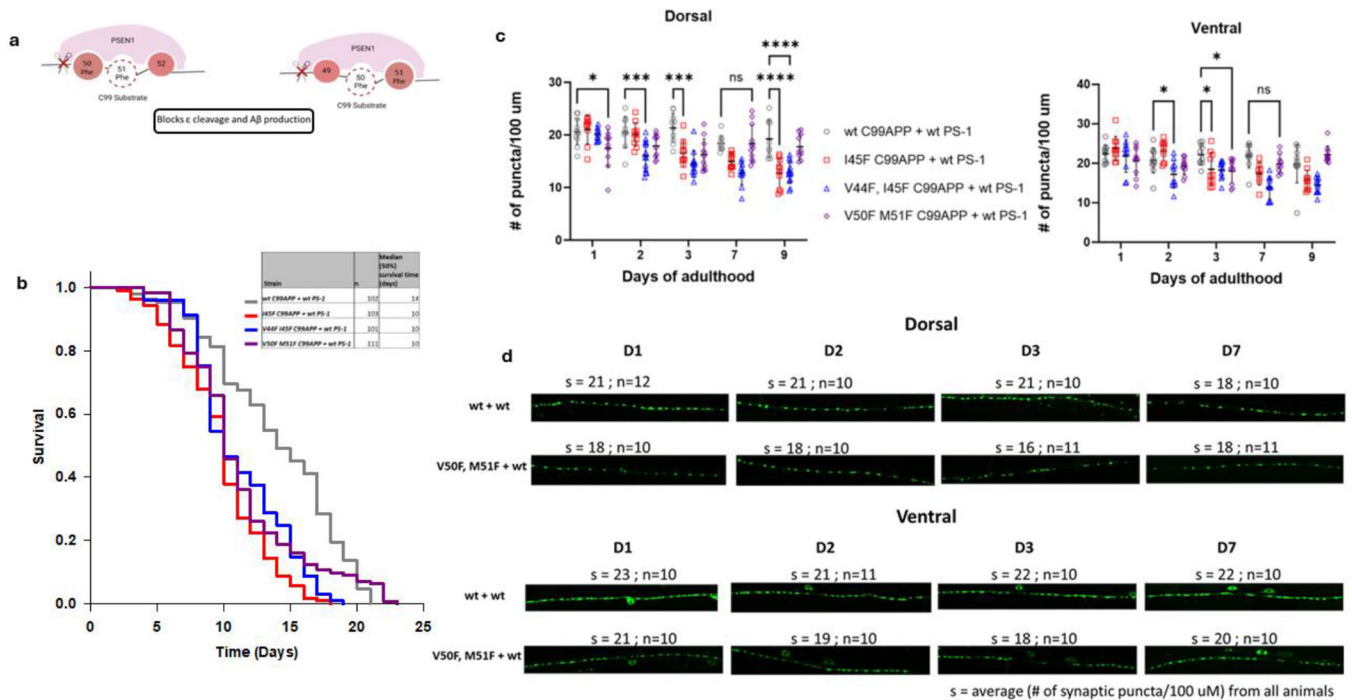 a
PSEN1
50
Phe
51
Phe
52
C99 Substrate
PSEN1
49
50
Phe
51
Phe
C99 Substrate
Blocks ε cleavage and Aβ production
b
Strain n Median (50%) survival time (days)
wt C99APP + wt PS-1 102 14
I45F C99APP + wt PS-1 103 10
V44F I45F C99APP + wt PS-1 101 10
V50F M51F C99APP + wt PS-1 111 10
Survival
1.0
0.8
0.6
0.4
0.2
0.0
0 5 10 15 20 25
Time (Days)
c
Dorsal
# of puncta/100 um
30
20
10
0
* *** *** ns **** ****
1 2 3 7 9
Days of adulthood
wt C99APP + wt PS-1
I45F C99APP + wt PS-1
V44F, I45F C99APP + wt PS-1
V50F M51F C99APP + wt PS-1
Ventral
# of puncta/100 um
40
30
20
10
0
* * * ns
1 2 3 7 9
Days of adulthood
d
Dorsal
D1 D2 D3 D7
s = 21 ; n=12 s = 21 ; n=10 s = 21 ; n=10 s = 18 ; n=10
wt + wt
s = 18 ; n=10 s = 18 ; n=10 s = 16 ; n=11 s = 18 ; n=11
V50F, M51F + wt
Ventral
D1 D2 D3 D7
s = 23 ; n=10 s = 21 ; n=11 s = 22 ; n=10 s = 22 ; n=10
wt + wt
s = 21 ; n=10 s = 19 ; n=10 s = 18 ; n=10 s = 20 ; n=10
V50F, M51F + wt
s = average (# of synaptic puncta/100 uM) from all animals